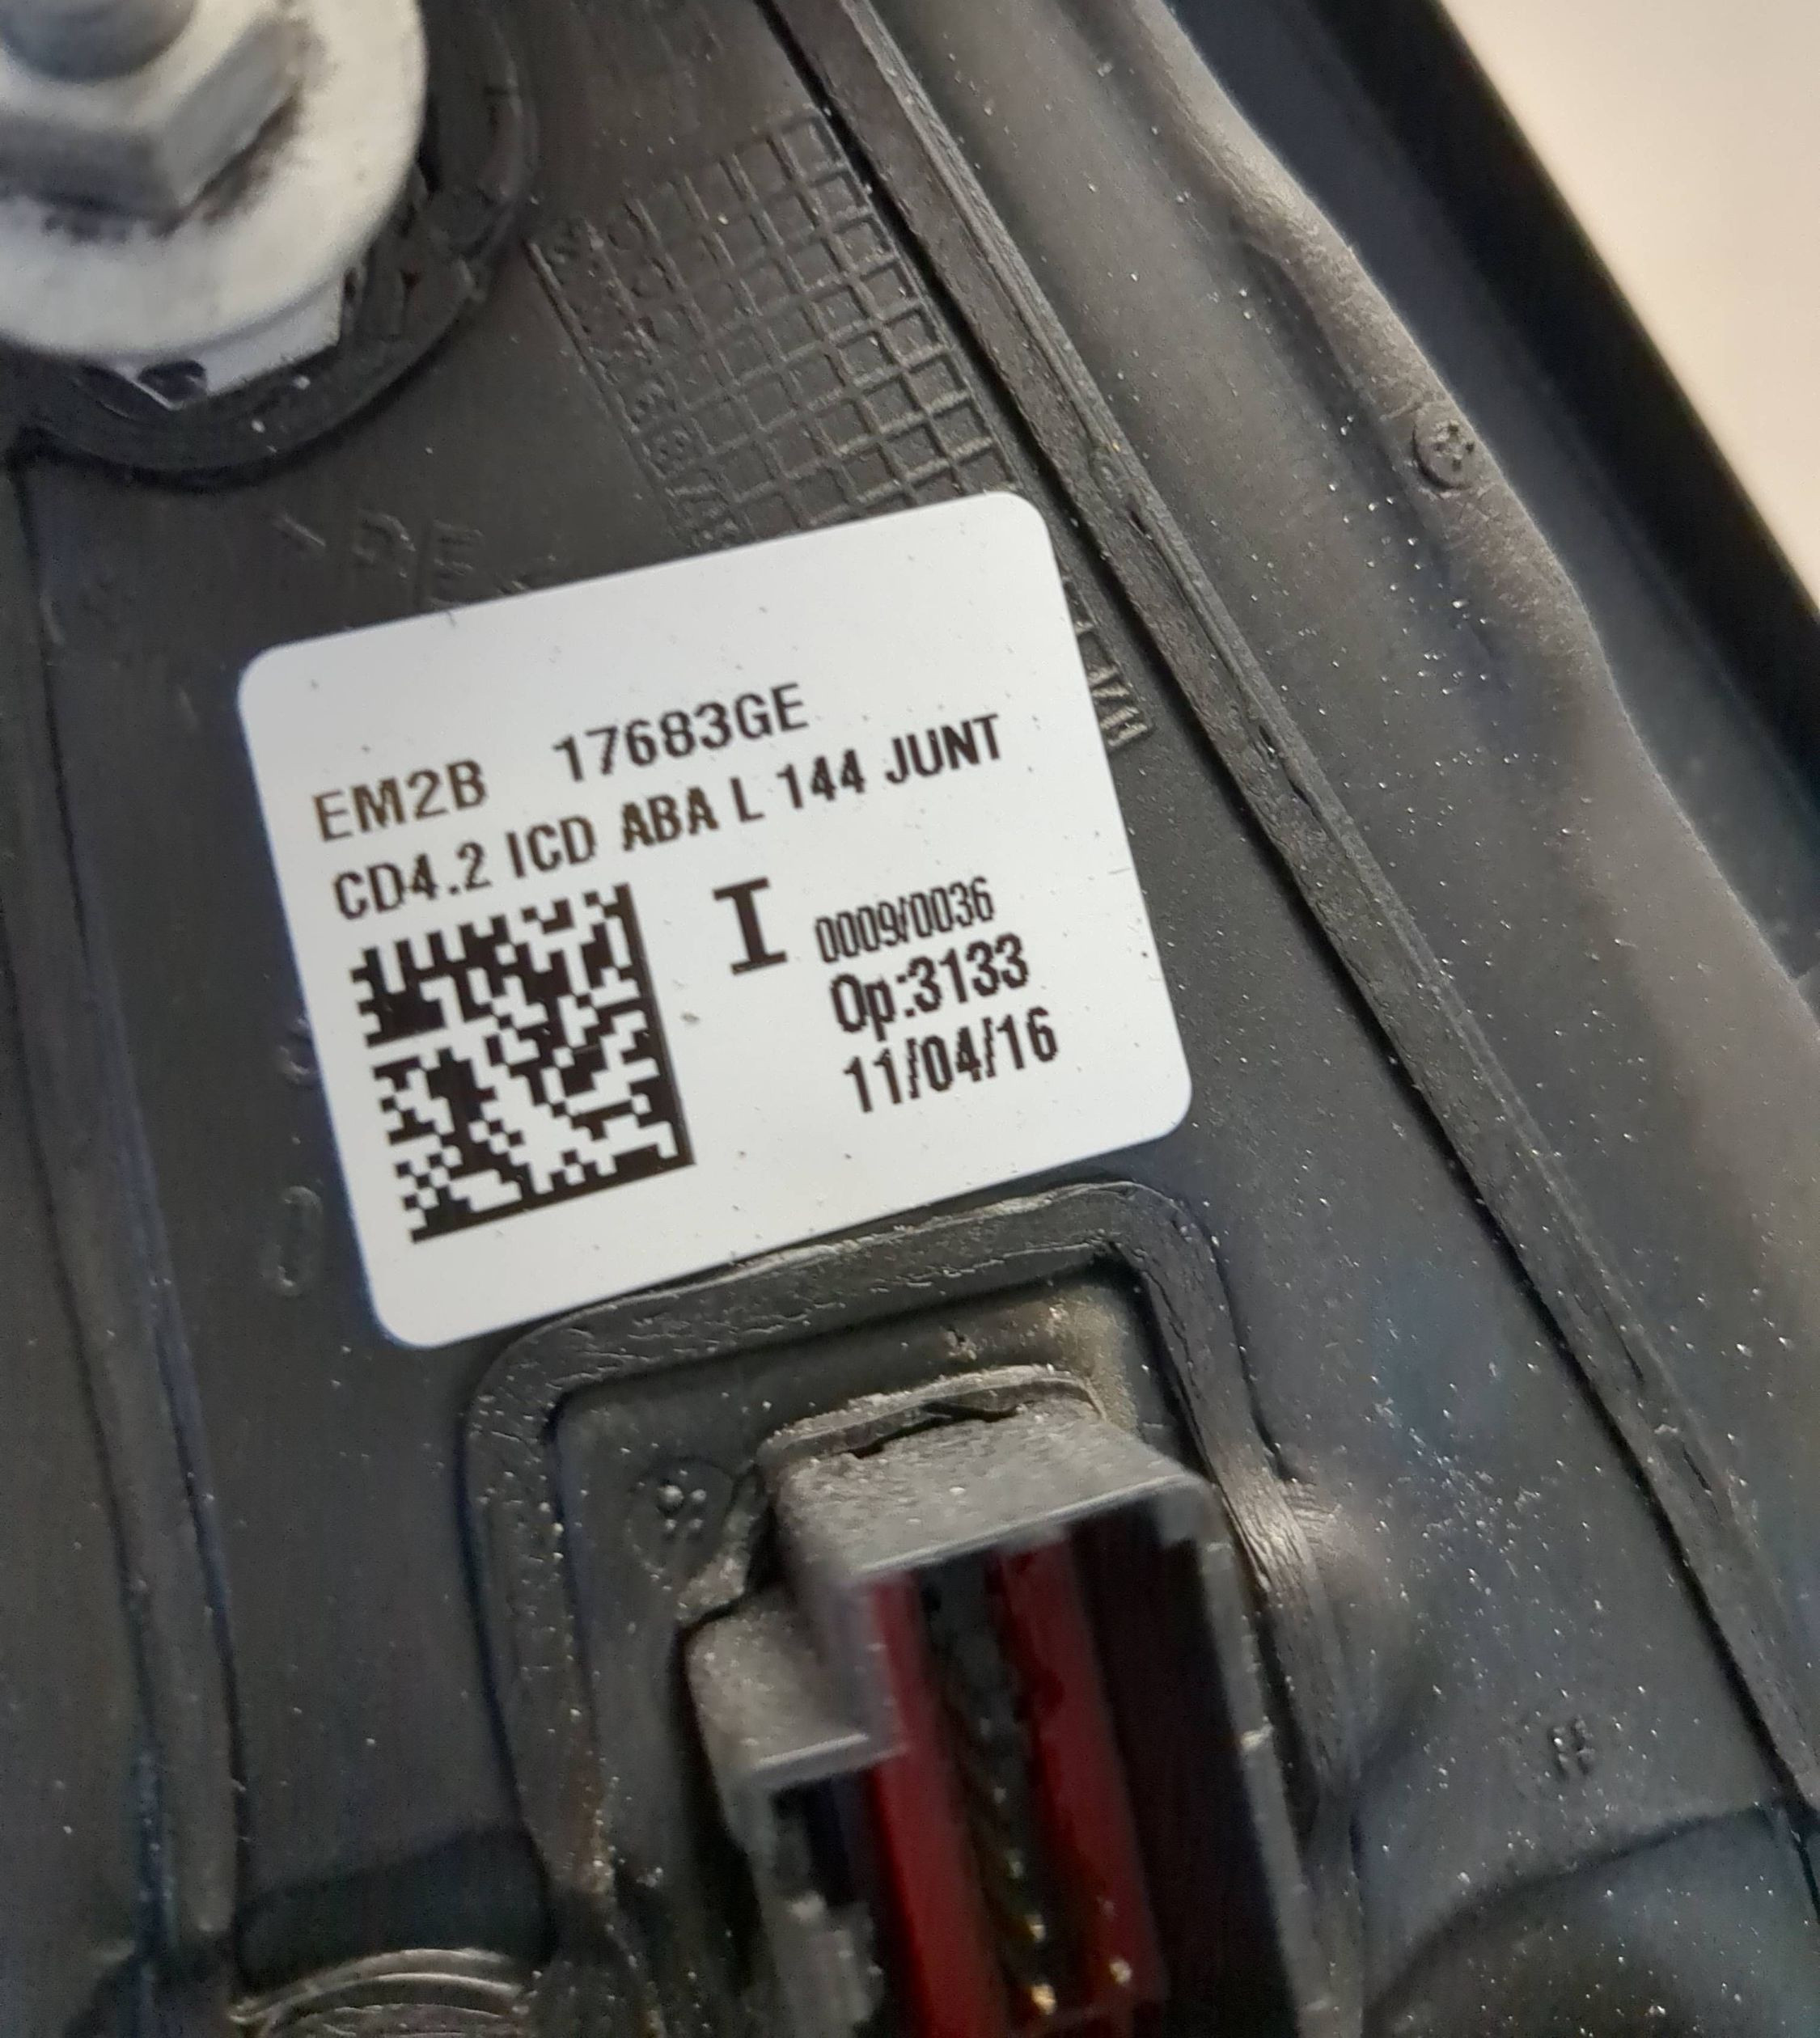 EM2B 17683GE
CD4.2 ICD ABA L 144 JUNT
I 0009/0036
Op:3133
11/04/16